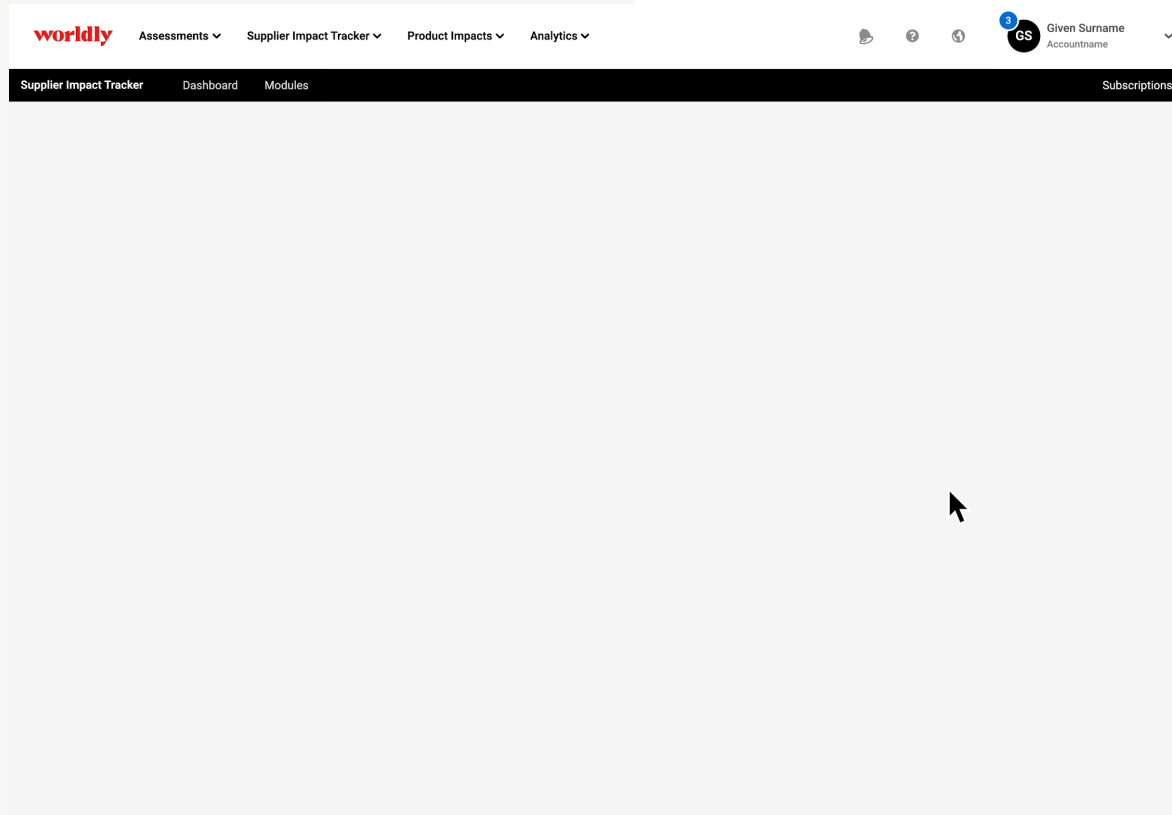 worldly Assessments Supplier Impact Tracker Product Impacts Analytics 3 GS Given Surname
Accountname
Supplier Impact Tracker Dashboard Modules Subscriptions